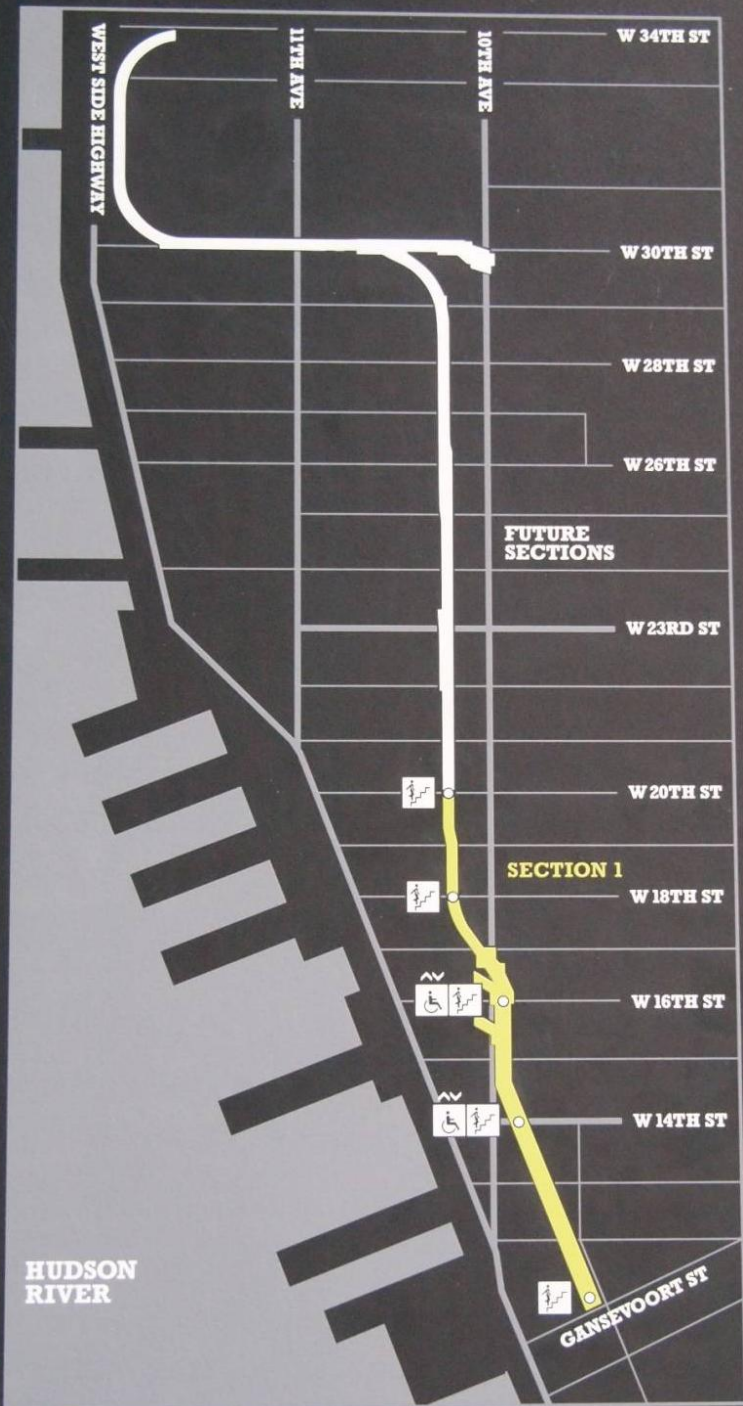 WEST SIDE HIGHWAY
11TH AVE
10TH AVE
W 34TH ST
W 30TH ST
W 28TH ST
W 26TH ST
FUTURE
SECTIONS
W 23RD ST
W 20TH ST
SECTION 1
W 18TH ST
W 16TH ST
W 14TH ST
HUDSON
RIVER
GANSEVOORT ST